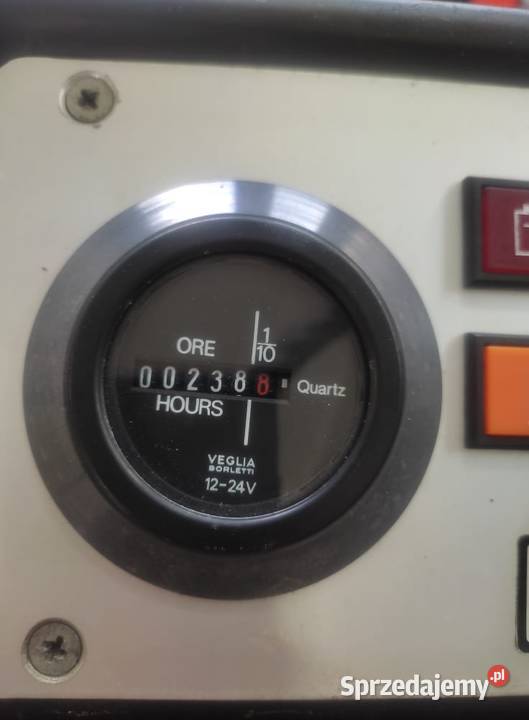 ORE
1
10
002388
Quartz
HOURS
VEGLIA
BORLETTI
12-24V
Sprzedajemy.pl